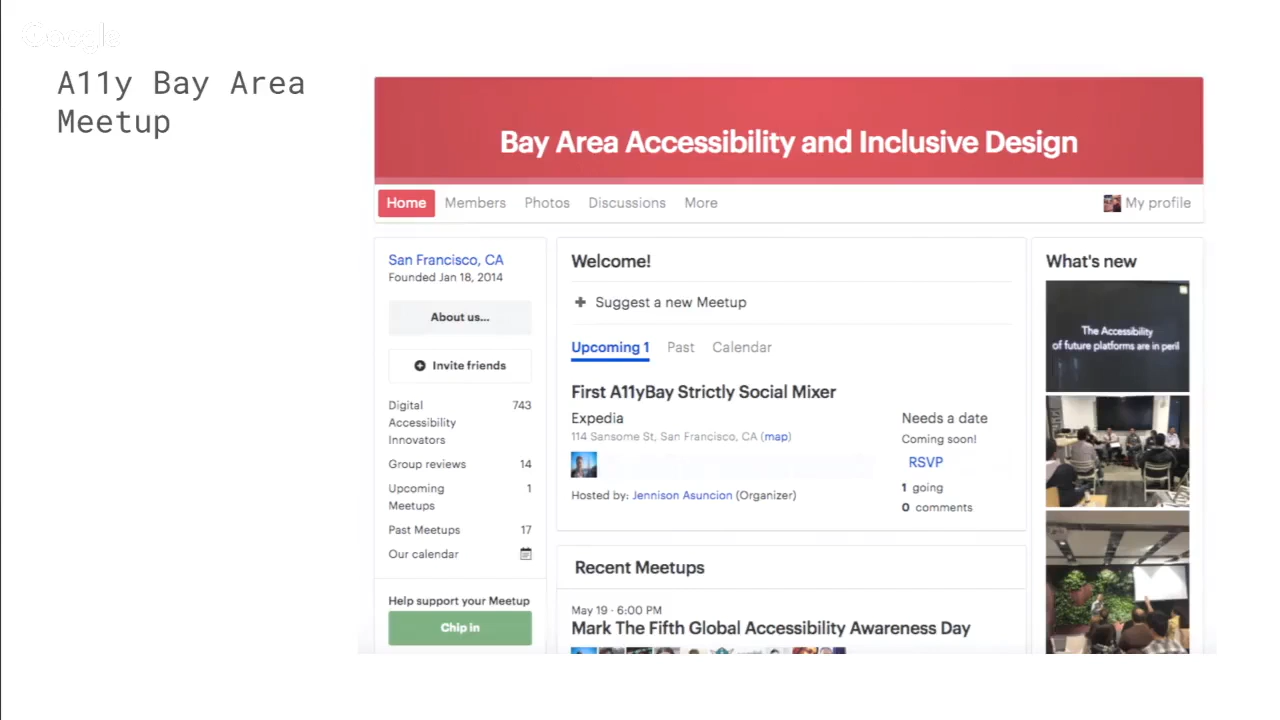 Google
A11y Bay Area
Meetup
Bay Area Accessibility and Inclusive Design
Home Members Photos Discussions More My profile
San Francisco, CA
Founded Jan 18, 2014
About us...
Invite friends
Digital Accessibility Innovators 743
Group reviews 14
Upcoming Meetups 1
Past Meetups 17
Our calendar
Help support your Meetup
Chip in
Welcome!
+ Suggest a new Meetup
Upcoming 1 Past Calendar
First A11yBay Strictly Social Mixer
Expedia
114 Sansome St, San Francisco, CA (map)
Hosted by: Jennison Asuncion (Organizer)
Needs a date
Coming soon!
RSVP
1 going
0 comments
Recent Meetups
May 19 · 6:00 PM
Mark The Fifth Global Accessibility Awareness Day
What's new
The Accessibility
of future platforms are in peril